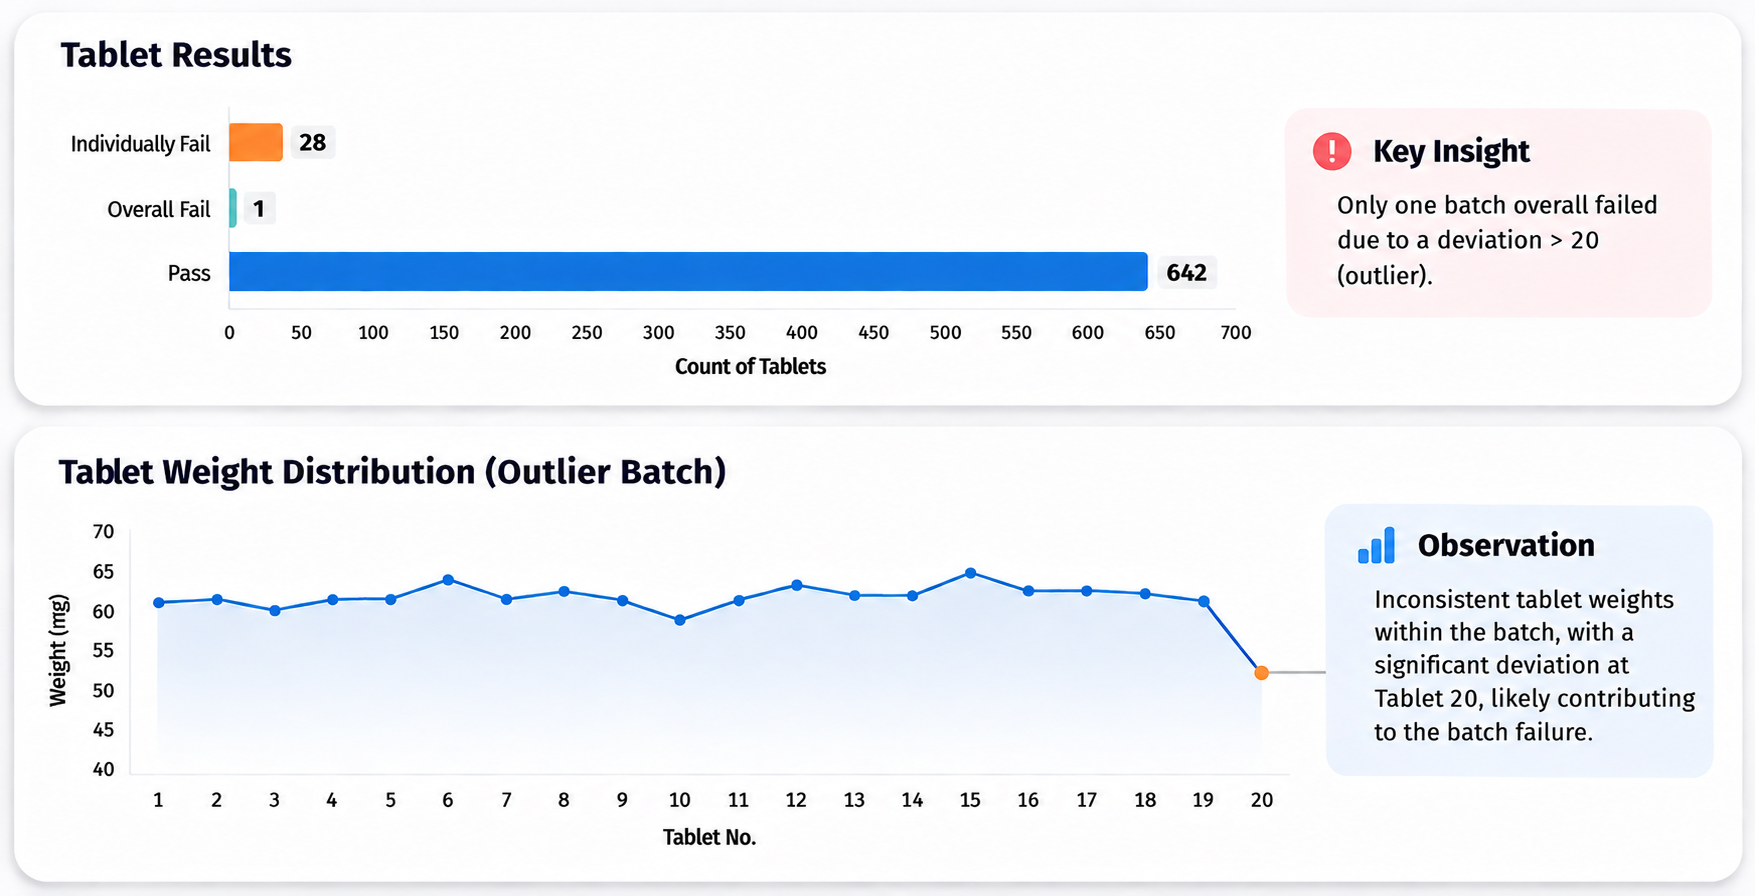 Tablet Results
Individually Fail
28
Overall Fail
1
Pass
642
0 50 100 150 200 250 300 350 400 450 500 550 600 650 700
Count of Tablets
Key Insight
Only one batch overall failed
due to a deviation > 20
(outlier).
Tablet Weight Distribution (Outlier Batch)
Weight (mg)
70
65
60
55
50
45
40
1 2 3 4 5 6 7 8 9 10 11 12 13 14 15 16 17 18 19 20
Tablet No.
Observation
Inconsistent tablet weights
within the batch, with a
significant deviation at
Tablet 20, likely contributing
to the batch failure.